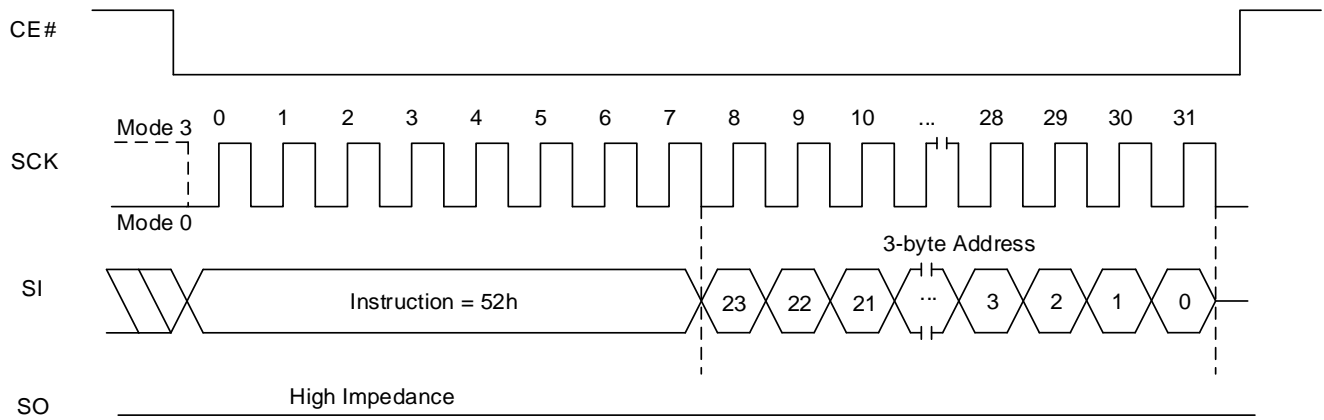 CE#
0 1 2 3 4 5 6 7 8 9 10 ... 28 29 30 31
Mode 3
SCK
Mode 0
3-byte Address
SI
Instruction = 52h
23 22 21 ... 3 2 1 0
High Impedance
SO